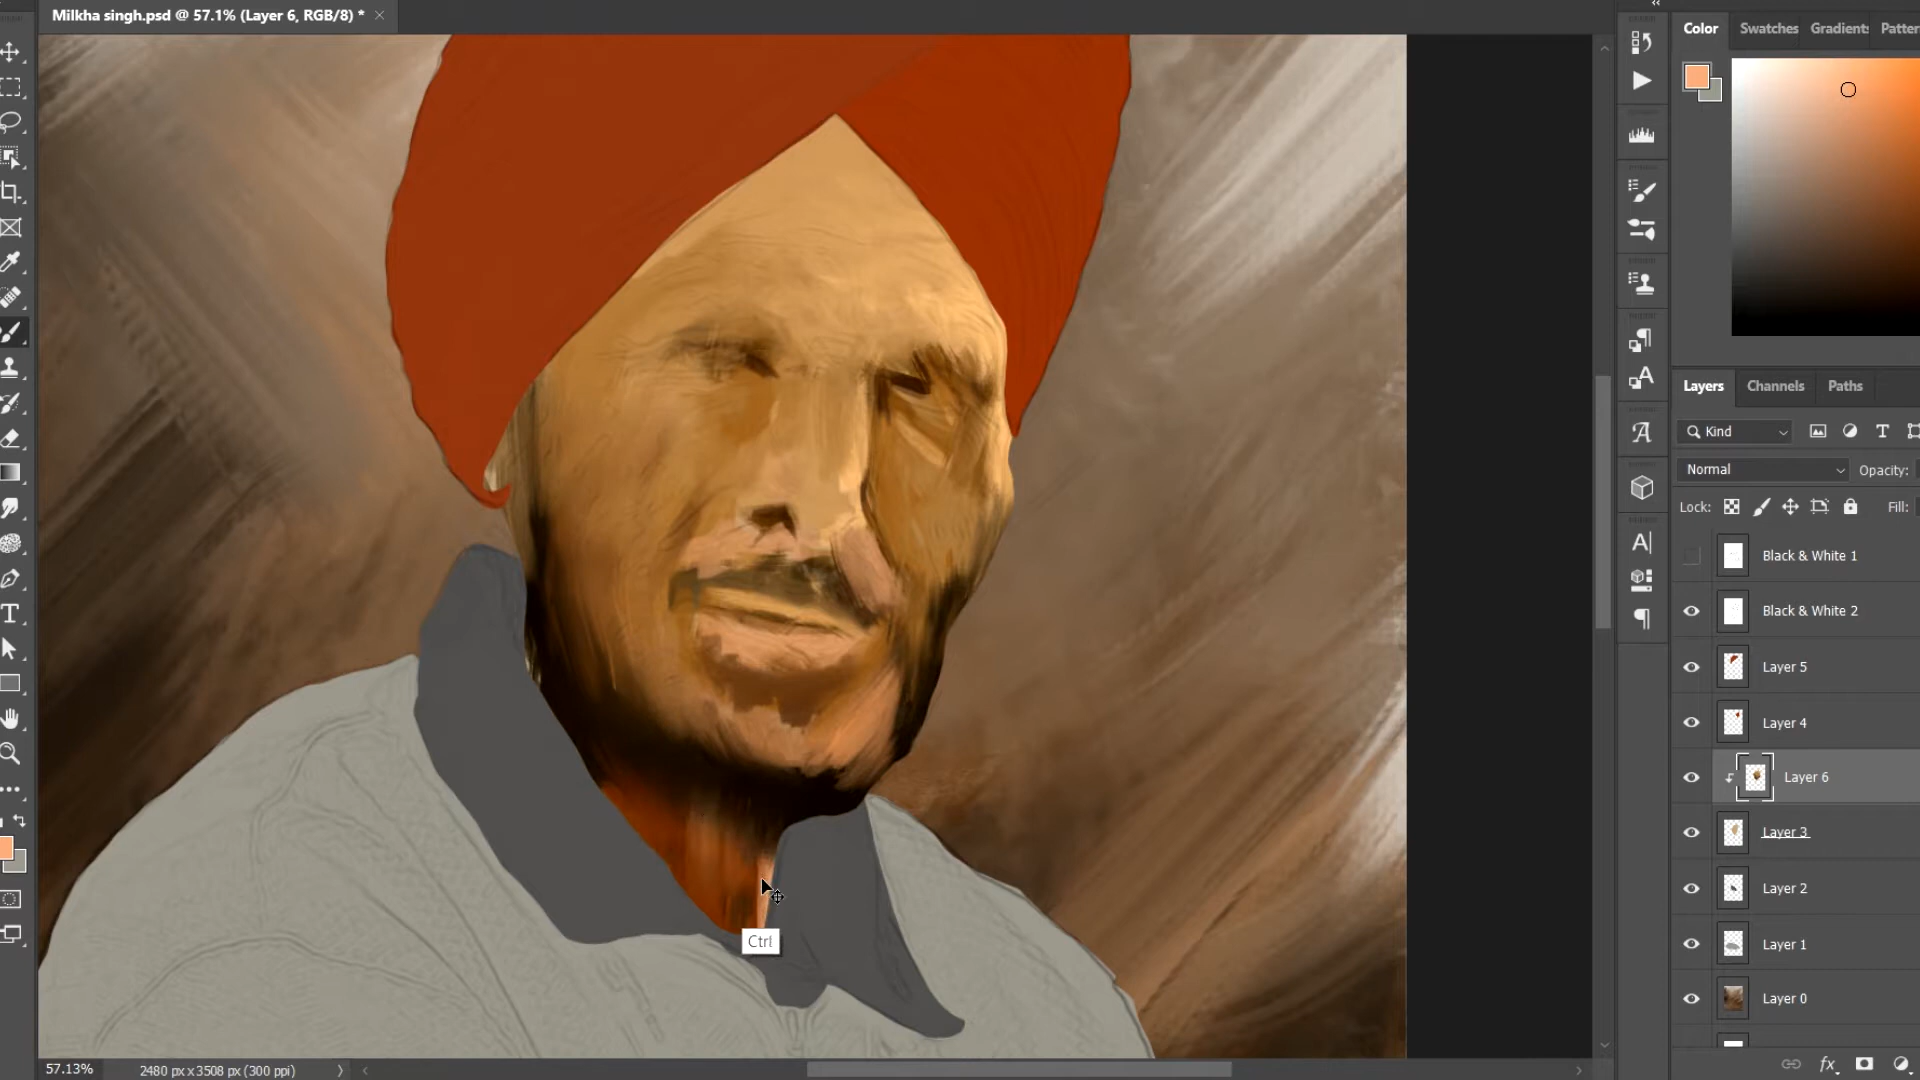 Milkha singh.psd @ 57.1% (Layer 6, RGB/8) *
Color Swatches Gradients
Layers Channels Paths
Kind
Normal Opacity:
Lock: Fill:
Black & White 1
Black & White 2
Layer 5
Layer 4
Layer 6
Layer 3
Layer 2
Layer 1
Layer 0
Ctrl
57.13% 2480 px x 3508 px (300 ppi)